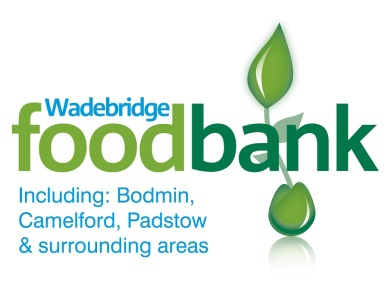 Wadebridge
foodbank
Including: Bodmin,
Camelford, Padstow
& surrounding areas